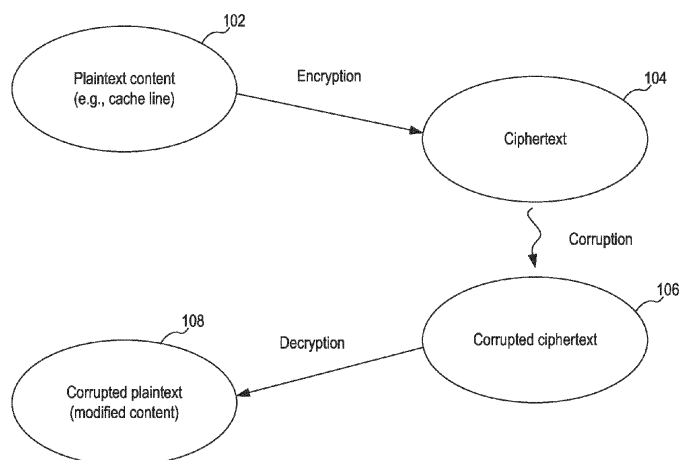 102
Plaintext content
(e.g., cache line)
Encryption
104
Ciphertext
Corruption
106
Corrupted ciphertext
108
Decryption
Corrupted plaintext
(modified content)